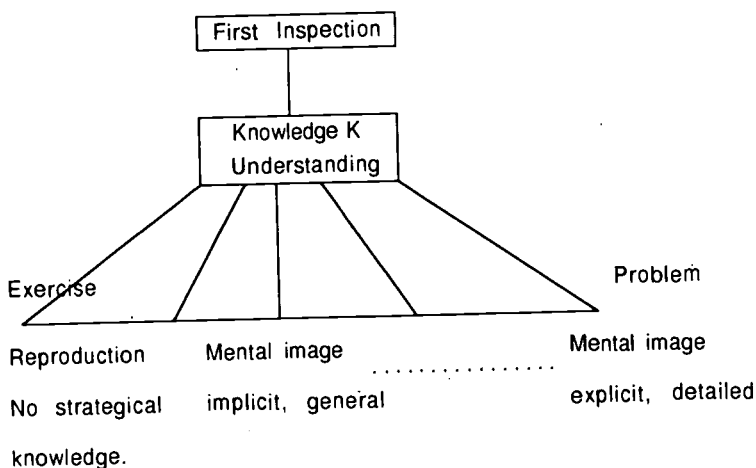 First Inspection
Knowledge K
Understanding
Exercise
Problem
Reproduction
No strategical
knowledge.
Mental image
implicit, general
....................
Mental image
explicit, detailed